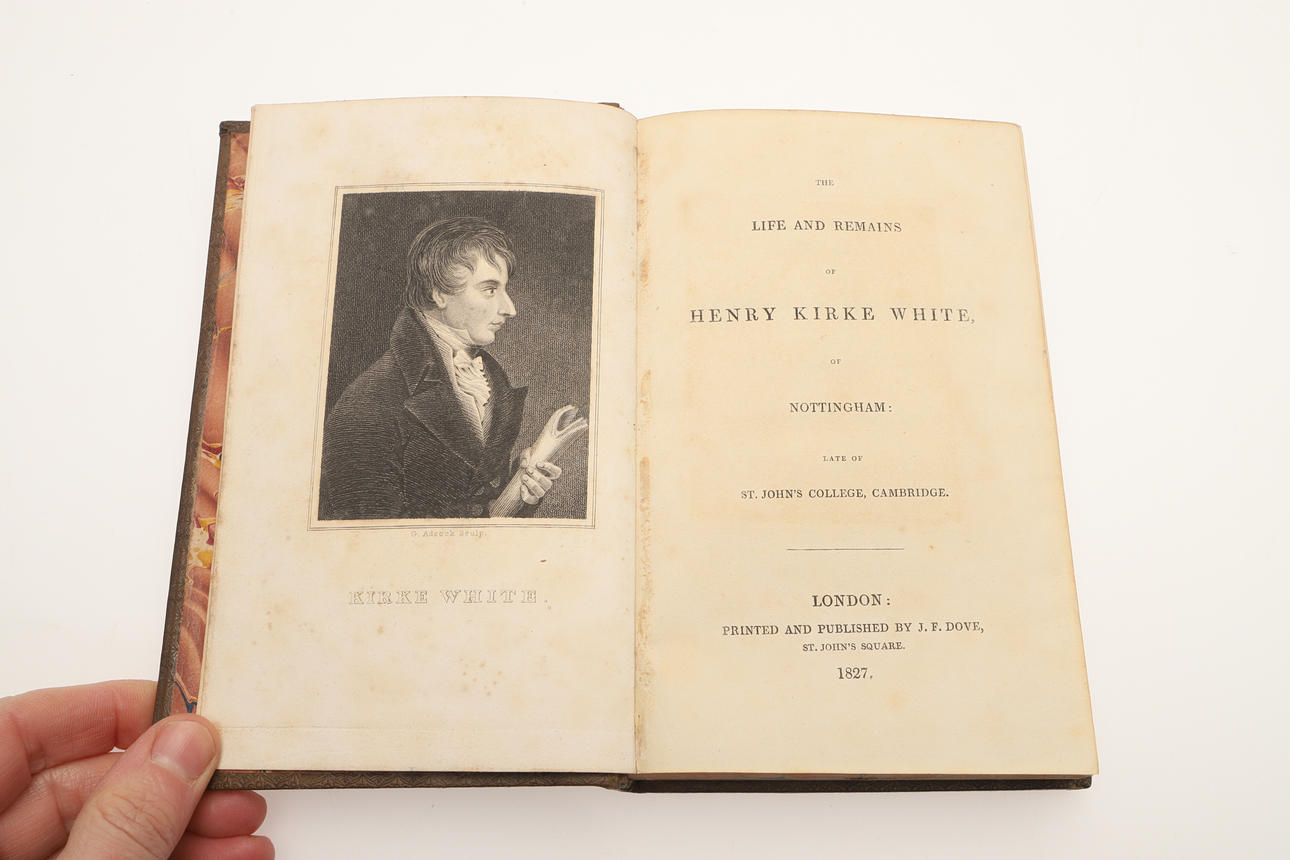 G. Adcock Sculp.
KIRKE WHITE.
THE
LIFE AND REMAINS
OF
HENRY KIRKE WHITE,
OF
NOTTINGHAM:
LATE OF
ST. JOHN'S COLLEGE, CAMBRIDGE.
LONDON:
PRINTED AND PUBLISHED BY J. F. DOVE,
ST. JOHN'S SQUARE.
1827.